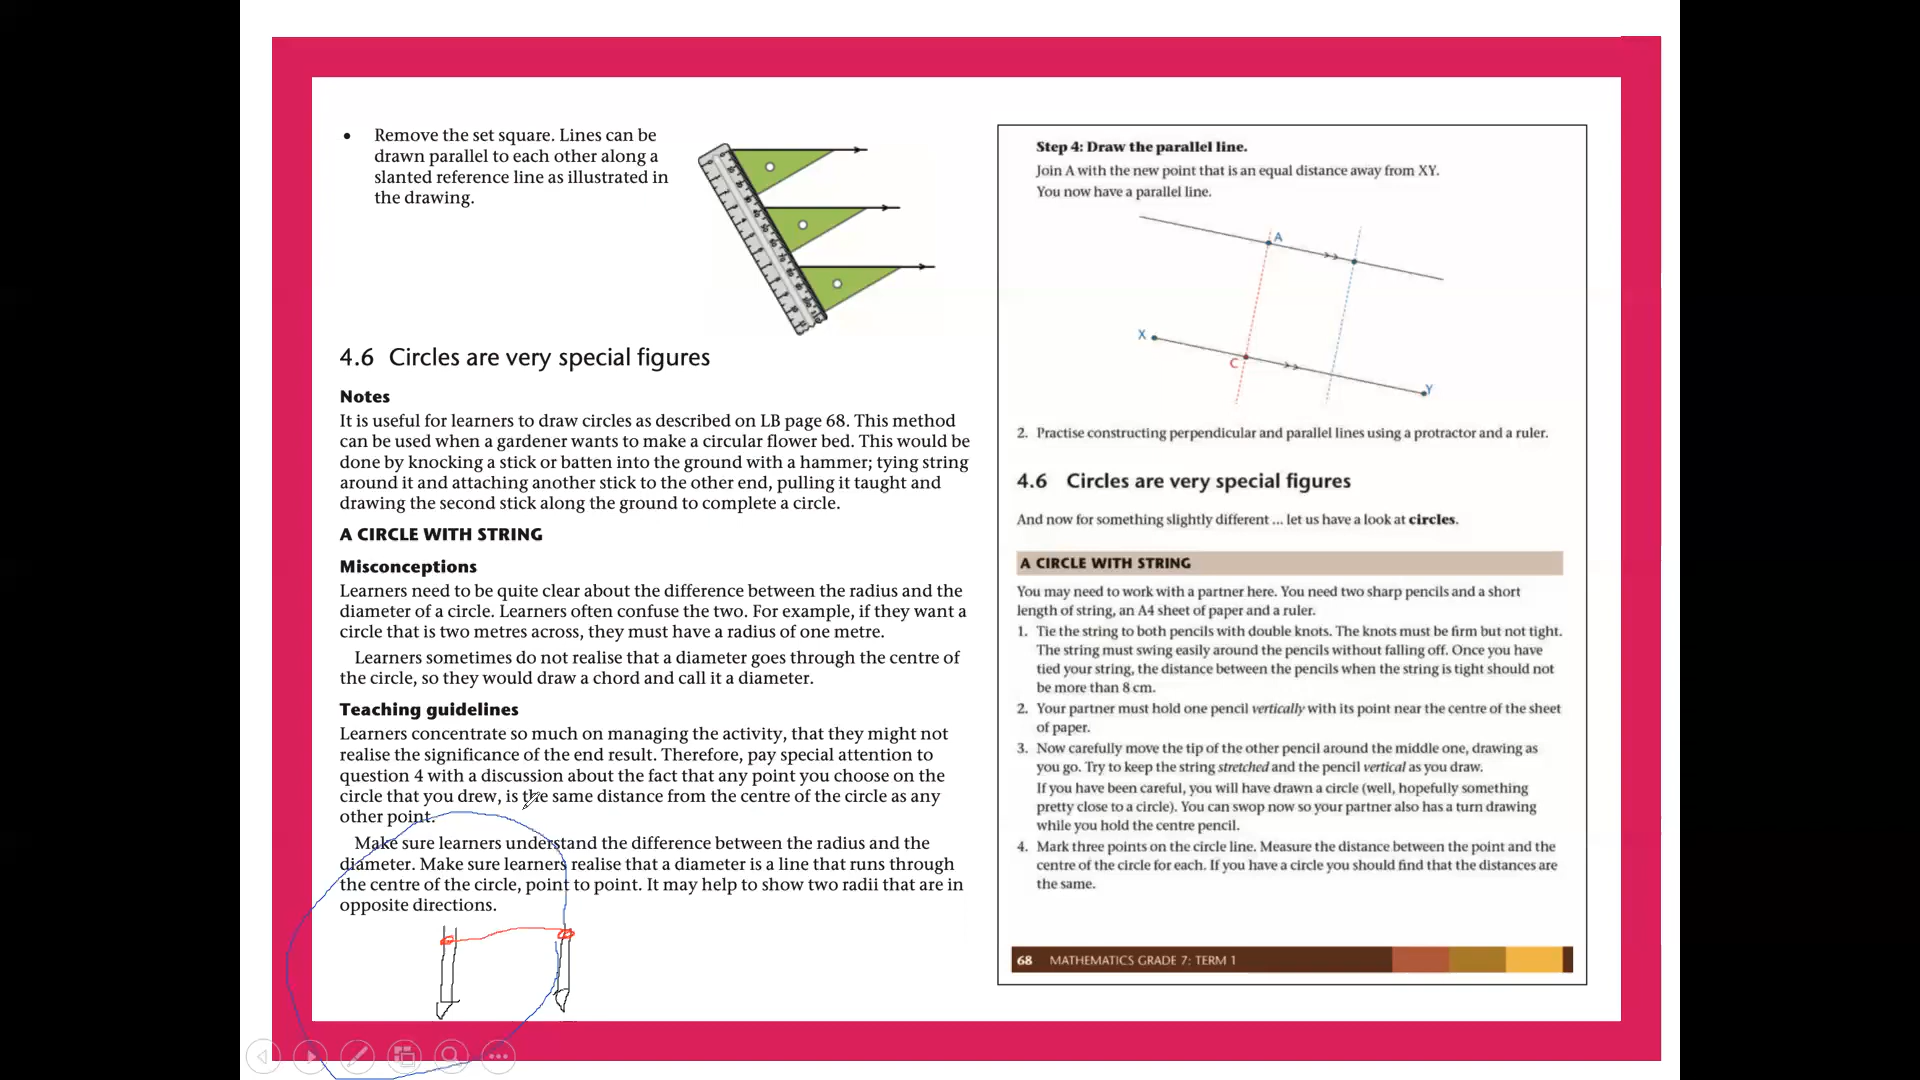 • Remove the set square. Lines can be
drawn parallel to each other along a
slanted reference line as illustrated in
the drawing.
4.6 Circles are very special figures
Notes
It is useful for learners to draw circles as described on LB page 68. This method
can be used when a gardener wants to make a circular flower bed. This would be
done by knocking a stick or batten into the ground with a hammer; tying string
around it and attaching another stick to the other end, pulling it taught and
drawing the second stick along the ground to complete a circle.
A CIRCLE WITH STRING
Misconceptions
Learners need to be quite clear about the difference between the radius and the
diameter of a circle. Learners often confuse the two. For example, if they want a
circle that is two metres across, they must have a radius of one metre.
Learners sometimes do not realise that a diameter goes through the centre of
the circle, so they would draw a chord and call it a diameter.
Teaching guidelines
Learners concentrate so much on managing the activity, that they might not
realise the significance of the end result. Therefore, pay special attention to
question 4 with a discussion about the fact that any point you choose on the
circle that you drew, is the same distance from the centre of the circle as any
other point.
Make sure learners understand the difference between the radius and the
diameter. Make sure learners realise that a diameter is a line that runs through
the centre of the circle, point to point. It may help to show two radii that are in
opposite directions.
Step 4: Draw the parallel line.
Join A with the new point that is an equal distance away from XY.
You now have a parallel line.
A
X
C
Y
2. Practise constructing perpendicular and parallel lines using a protractor and a ruler.
4.6 Circles are very special figures
And now for something slightly different ... let us have a look at circles.
A CIRCLE WITH STRING
You may need to work with a partner here. You need two sharp pencils and a short
length of string, an A4 sheet of paper and a ruler.
1. Tie the string to both pencils with double knots. The knots must be firm but not tight.
The string must swing easily around the pencils without falling off. Once you have
tied your string, the distance between the pencils when the string is tight should not
be more than 8 cm.
2. Your partner must hold one pencil vertically with its point near the centre of the sheet
of paper.
3. Now carefully move the tip of the other pencil around the middle one, drawing as
you go. Try to keep the string stretched and the pencil vertical as you draw.
If you have been careful, you will have drawn a circle (well, hopefully something
pretty close to a circle). You can swop now so your partner also has a turn drawing
while you hold the centre pencil.
4. Mark three points on the circle line. Measure the distance between the point and the
centre of the circle for each. If you have a circle you should find that the distances are
the same.
68 MATHEMATICS GRADE 7: TERM 1